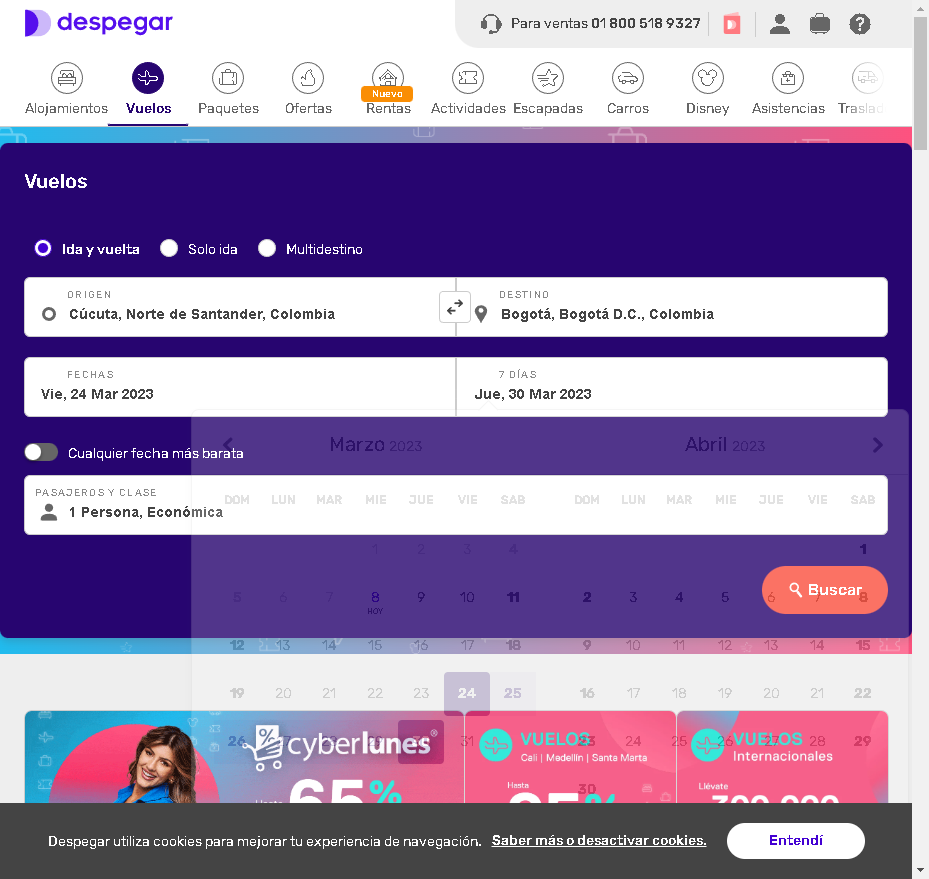 despegar
Para ventas 01 800 518 9327
Alojamientos
Vuelos
Paquetes
Ofertas
Nuevo
Rentas
Actividades
Escapadas
Carros
Disney
Asistencias
Traslad
Vuelos
Ida y vuelta
Solo ida
Multidestino
ORIGEN
Cúcuta, Norte de Santander, Colombia
DESTINO
Bogotá, Bogotá D.C., Colombia
FECHAS
Vie, 24 Mar 2023
7 DÍAS
Jue, 30 Mar 2023
Cualquier fecha más barata
PASAJEROS Y CLASE
1 Persona, Económica
Marzo 2023
Abril 2023
DOM LUN MAR MIE JUE VIE SAB
DOM LUN MAR MIE JUE VIE SAB
1 2 3 4
1
5 6 7 8 9 10 11
HOY
2 3 4 5 6 7 8
Buscar
12 13 14 15 16 17 18
9 10 11 12 13 14 15
19 20 21 22 23 24 25
16 17 18 19 20 21 22
26 31
23 24 25 26 27 28 29
30
cyberlunes®
Hasta
65%
VUELOS
Cali | Medellín | Santa Marta
Hasta
VUELOS
Internacionales
Llévate
Despegar utiliza cookies para mejorar tu experiencia de navegación. Saber más o desactivar cookies.
Entendí